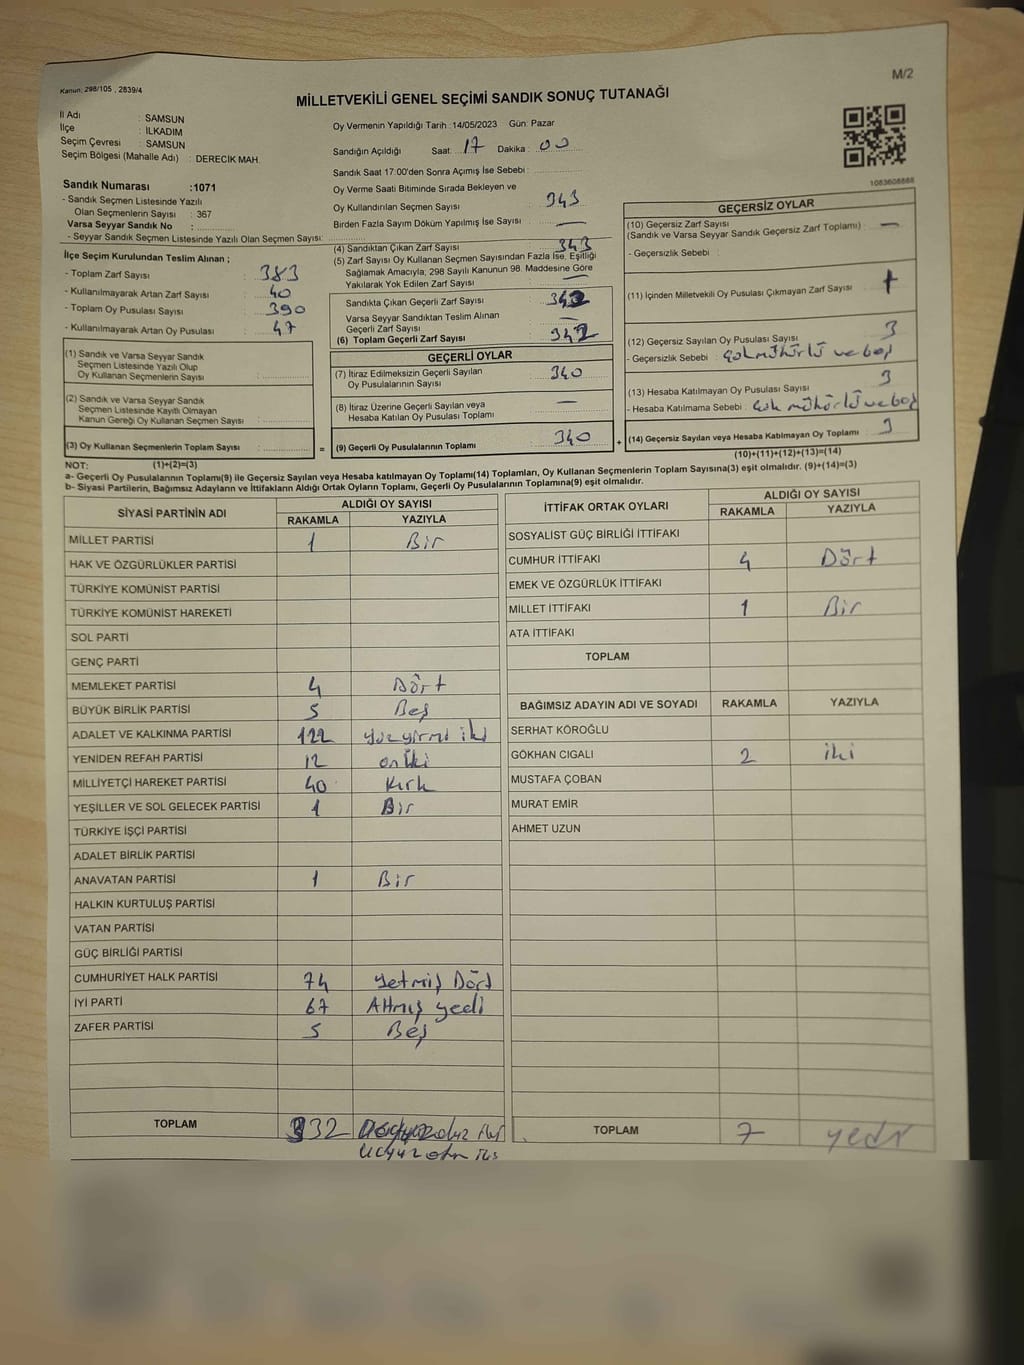 Kanun: 298/105 , 2839/4
M/2
MİLLETVEKİLİ GENEL SEÇİMİ SANDIK SONUÇ TUTANAĞI
İl Adı : SAMSUN
İlçe : İLKADIM
Seçim Çevresi : SAMSUN
Seçim Bölgesi (Mahalle Adı) : DERECİK MAH.
Oy Vermenin Yapıldığı Tarih :14/05/2023 Gün: Pazar
Sandığın Açıldığı Saat: 17 Dakika : 00
Sandık Saat 17:00'den Sonra Açımış İse Sebebi :
1083608888
Sandık Numarası :1071
- Sandık Seçmen Listesinde Yazılı
Olan Seçmenlerin Sayısı : 367
Varsa Seyyar Sandık No :
- Seyyar Sandık Seçmen Listesinde Yazılı Olan Seçmen Sayısı:
Oy Verme Saati Bitiminde Sırada Bekleyen ve
Oy Kullandırılan Seçmen Sayısı : 343
Birden Fazla Sayım Döküm Yapılmış İse Sayısı : —
İlçe Seçim Kurulundan Teslim Alınan ;
- Toplam Zarf Sayısı : 383
- Kullanılmayarak Artan Zarf Sayısı : 40
- Toplam Oy Pusulası Sayısı : 390
- Kullanılmayarak Artan Oy Pusulası : 47
(1) Sandık ve Varsa Seyyar Sandık
Seçmen Listesinde Yazılı Olup
Oy Kullanan Seçmenlerin Sayısı :
(2) Sandık ve Varsa Seyyar Sandık
Seçmen Listesinde Kayıtlı Olmayan
Kanun Gereği Oy Kullanan Seçmen Sayısı :
(3) Oy Kullanan Seçmenlerin Toplam Sayısı :
(1)+(2)=(3)
(4) Sandıktan Çıkan Zarf Sayısı : 343
(5) Zarf Sayısı Oy Kullanan Seçmen Sayısından Fazla İse, Eşitliği
Sağlamak Amacıyla; 298 Sayılı Kanunun 98. Maddesine Göre
Yakılarak Yok Edilen Zarf Sayısı : —
Sandıkta Çıkan Geçerli Zarf Sayısı : 342
Varsa Seyyar Sandıktan Teslim Alınan
Geçerli Zarf Sayısı : —
(6) Toplam Geçerli Zarf Sayısı : 342
GEÇERLİ OYLAR
(7) İtiraz Edilmeksizin Geçerli Sayılan
Oy Pusulalarının Sayısı : 340
(8) İtiraz Üzerine Geçerli Sayılan veya
Hesaba Katılan Oy Pusulası Toplamı : —
= (9) Geçerli Oy Pusulalarının Toplamı : 340 +
GEÇERSİZ OYLAR
(10) Geçersiz Zarf Sayısı
(Sandık ve Varsa Seyyar Sandık Geçersiz Zarf Toplamı) : —
- Geçersizlik Sebebi :
(11) İçinden Milletvekili Oy Pusulası Çıkmayan Zarf Sayısı :
(12) Geçersiz Sayılan Oy Pusulası Sayısı : 3
- Geçersizlik Sebebi : Çok mühürlü ve boş
(13) Hesaba Katılmayan Oy Pusulası Sayısı : 3
- Hesaba Katılmama Sebebi : Çok mühürlü ve boş
(14) Geçersiz Sayılan veya Hesaba Katılmayan Oy Toplamı : 3
(10)+(11)+(12)+(13)=(14)
NOT:
a- Geçerli Oy Pusulalarının Toplamı(9) ile Geçersiz Sayılan veya Hesaba katılmayan Oy Toplamı(14) Toplamları, Oy Kullanan Seçmenlerin Toplam Sayısına(3) eşit olmalıdır. (9)+(14)=(3)
b- Siyasi Partilerin, Bağımsız Adayların ve İttifakların Aldığı Ortak Oyların Toplamı, Geçerli Oy Pusulalarının Toplamına(9) eşit olmalıdır.
SİYASİ PARTİNİN ADI ALDIĞI OY SAYISI
RAKAMLA YAZIYLA
MİLLET PARTİSİ 1 Bir
HAK VE ÖZGÜRLÜKLER PARTİSİ
TÜRKİYE KOMÜNİST PARTİSİ
TÜRKİYE KOMÜNİST HAREKETİ
SOL PARTİ
GENÇ PARTİ
MEMLEKET PARTİSİ 4 Dört
BÜYÜK BİRLİK PARTİSİ 5 Beş
ADALET VE KALKINMA PARTİSİ 122 yüzyirmi iki
YENİDEN REFAH PARTİSİ 12 oniki
MİLLİYETÇİ HAREKET PARTİSİ 40 Kırk
YEŞİLLER VE SOL GELECEK PARTİSİ 1 Bir
TÜRKİYE İŞÇİ PARTİSİ
ADALET BİRLİK PARTİSİ
ANAVATAN PARTİSİ 1 Bir
HALKIN KURTULUŞ PARTİSİ
VATAN PARTİSİ
GÜÇ BİRLİĞİ PARTİSİ
CUMHURİYET HALK PARTİSİ 74 yetmiş Dört
İYİ PARTİ 67 Altmış yedi
ZAFER PARTİSİ 5 Beş
TOPLAM 332
üçyüz otuz iki
İTTİFAK ORTAK OYLARI ALDIĞI OY SAYISI
RAKAMLA YAZIYLA
SOSYALİST GÜÇ BİRLİĞİ İTTİFAKI
CUMHUR İTTİFAKI 4 Dört
EMEK VE ÖZGÜRLÜK İTTİFAKI
MİLLET İTTİFAKI 1 Bir
ATA İTTİFAKI
TOPLAM
BAĞIMSIZ ADAYIN ADI VE SOYADI RAKAMLA YAZIYLA
SERHAT KÖROĞLU
GÖKHAN CIGALI 2 iki
MUSTAFA ÇOBAN
MURAT EMİR
AHMET UZUN
TOPLAM 7 yedi